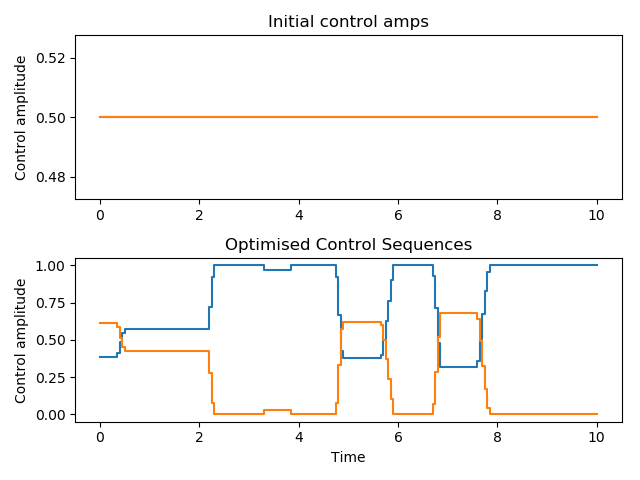 Initial control amps
Control amplitude
0.52
0.50
0.48
0 2 4 6 8 10
Optimised Control Sequences
Control amplitude
1.00
0.75
0.50
0.25
0.00
0 2 4 6 8 10
Time